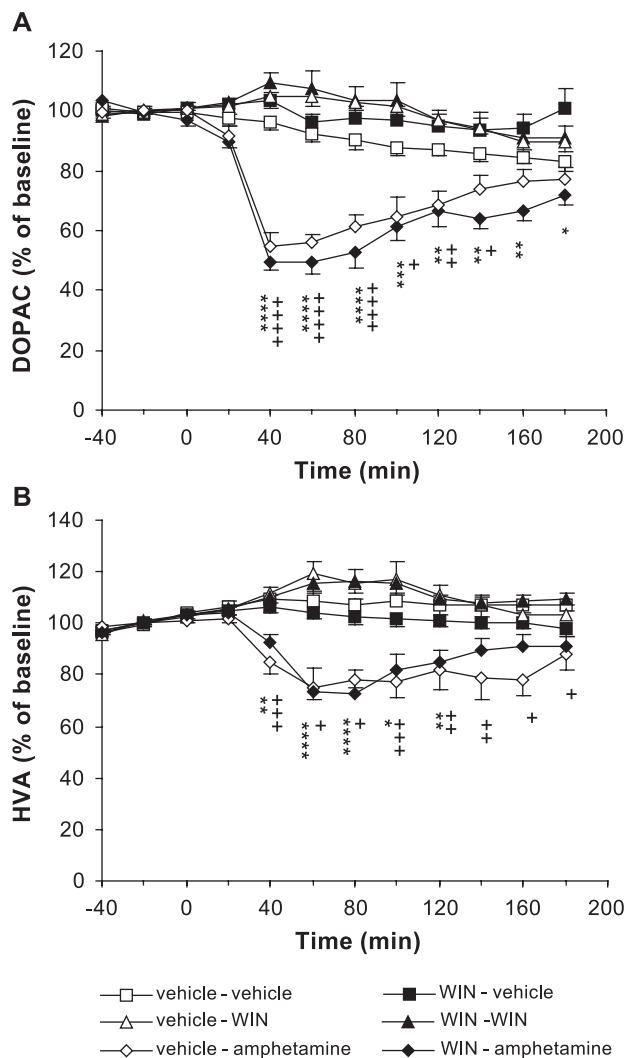 A
DOPAC (% of baseline)
120
100
80
60
40
20
0
**** ++++ **** ++++ **** ++++ *** + ** ++ ** + ** *
-40 0 40 80 120 160 200
Time (min)
B
HVA (% of baseline)
140
120
100
80
60
40
20
0
** +++ **** + **** + * +++ ** ++ ++ + +
-40 0 40 80 120 160 200
Time (min)
vehicle - vehicle WIN - vehicle
vehicle - WIN WIN -WIN
vehicle - amphetamine WIN - amphetamine